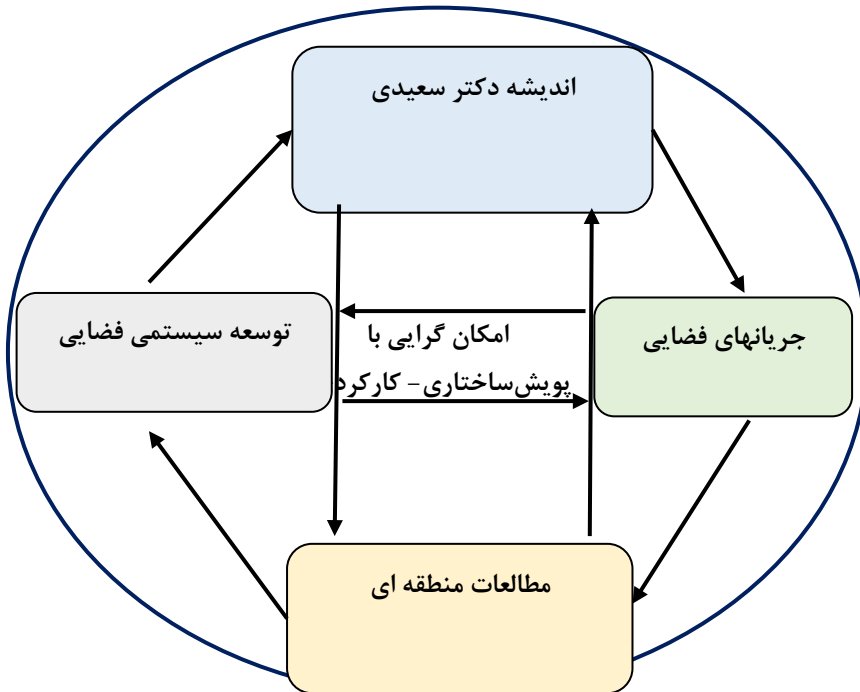 اندیشه دکتر سعیدی
جریانهای فضایی
توسعه سیستمی فضایی
امکان گرایی با
پویش‌ساختاری- کارکرد
مطالعات منطقه ای